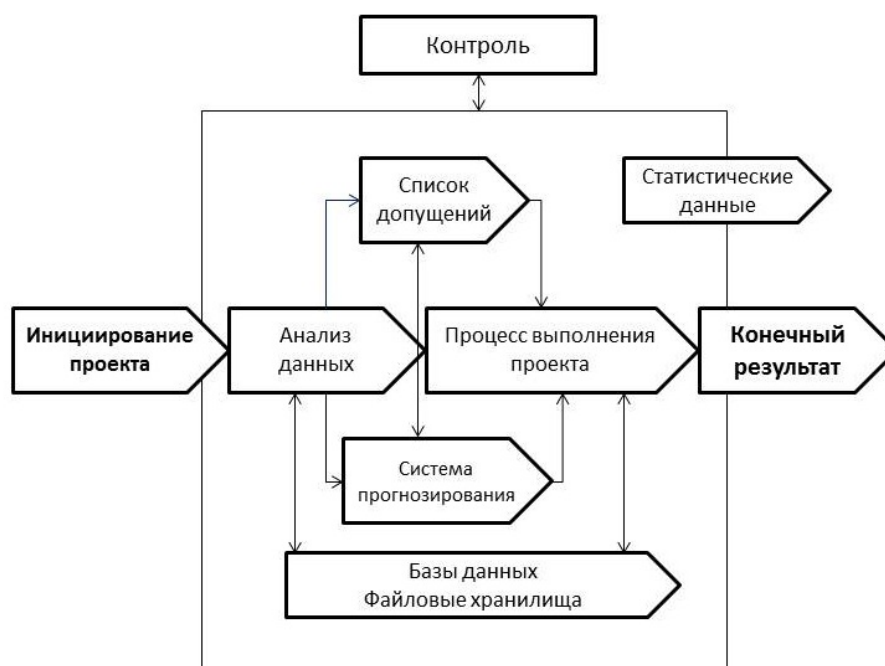 Контроль
Список
допущений
Статистические
данные
Инициирование
проекта
Анализ
данных
Процесс выполнения
проекта
Конечный
результат
Система
прогнозирования
Базы данных
Файловые хранилища